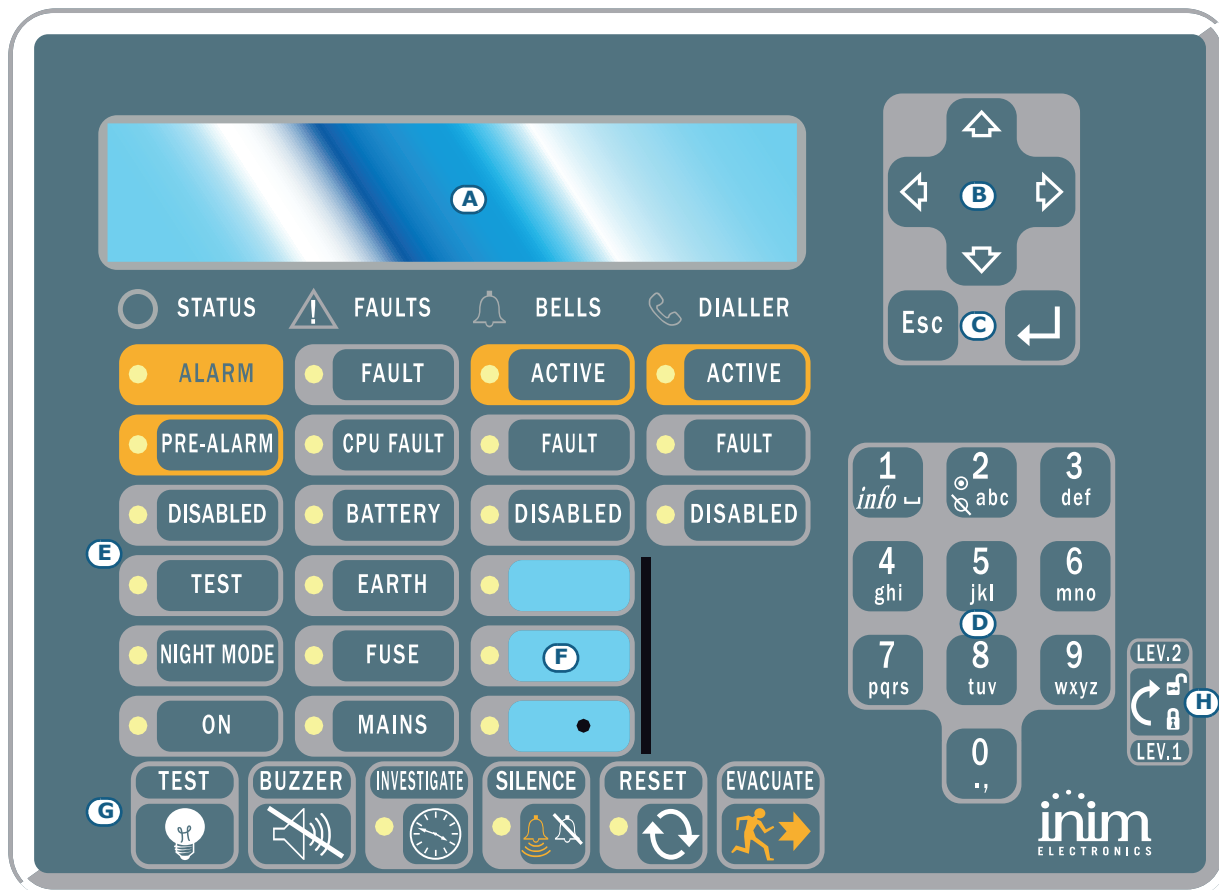 A
B
Esc
C
STATUS FAULTS BELLS DIALLER
ALARM FAULT ACTIVE ACTIVE
PRE-ALARM CPU FAULT FAULT FAULT
DISABLED BATTERY DISABLED DISABLED
E
TEST EARTH
NIGHT MODE FUSE F
ON MAINS
1 2 3
info abc def
4 5 6
ghi jkl mno
D
7 8 9
pqrs tuv wxyz
0
.,
LEV.2
H
LEV.1
TEST BUZZER INVESTIGATE SILENCE RESET EVACUATE
G
inim
ELECTRONICS